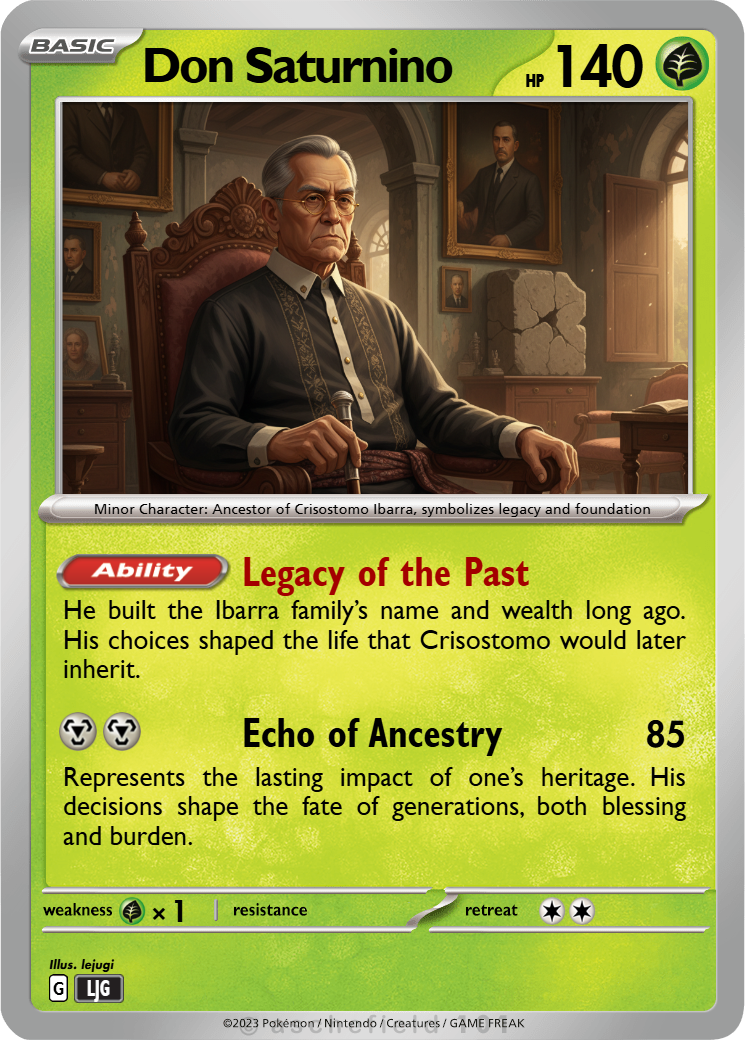 BASIC
Don Saturnino
HP 140
Minor Character: Ancestor of Crisostomo Ibarra, symbolizes legacy and foundation
Ability Legacy of the Past
He built the Ibarra family's name and wealth long ago.
His choices shaped the life that Crisostomo would later
inherit.
Echo of Ancestry 85
Represents the lasting impact of one's heritage. His
decisions shape the fate of generations, both blessing
and burden.
weakness × 1 resistance retreat
Illus. lejugi
G LJG
©2023 Pokémon / Nintendo / Creatures / GAME FREAK